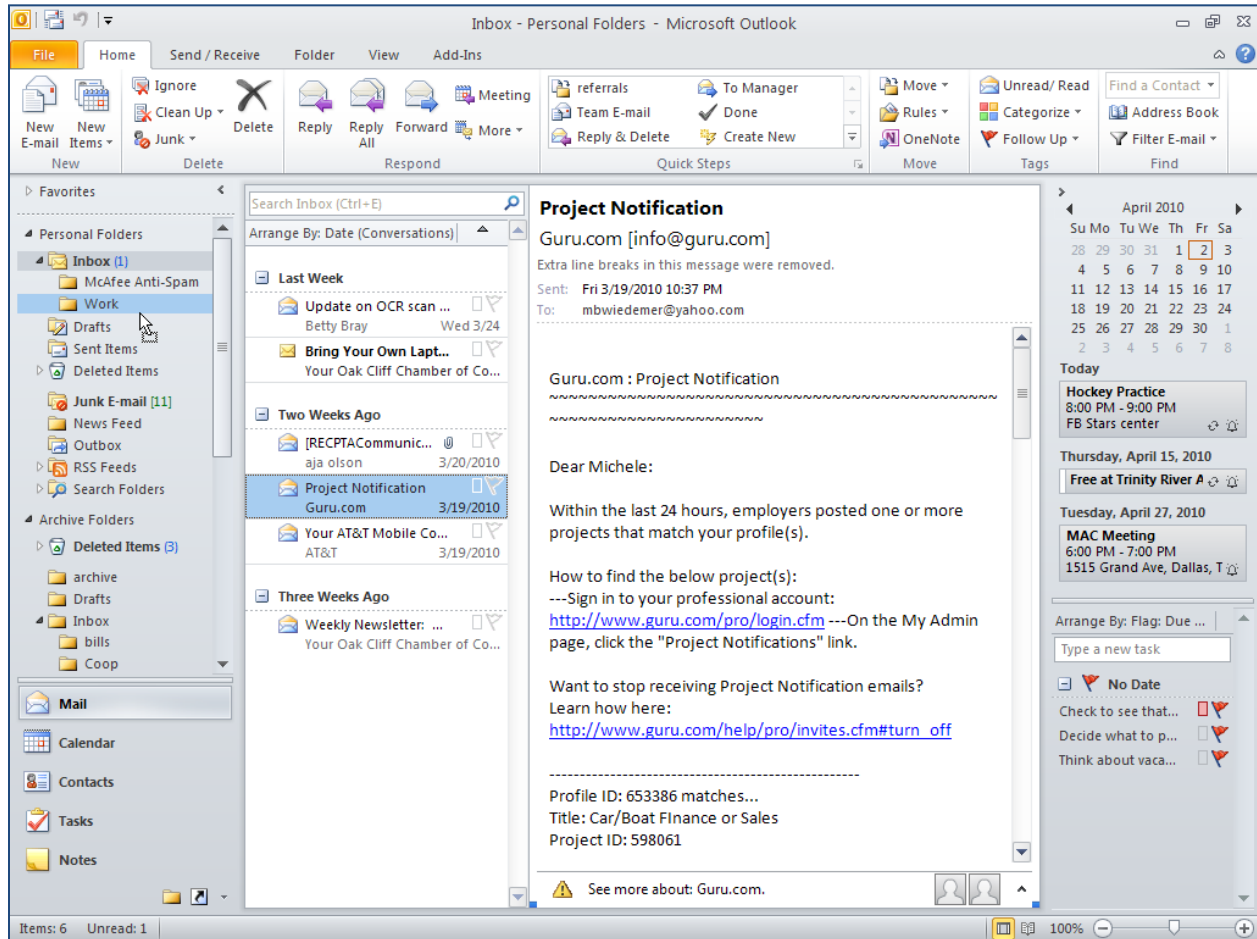 Inbox - Personal Folders - Microsoft Outlook
File Home Send / Receive Folder View Add-Ins
New E-mail
New Items
New
Ignore
Clean Up
Junk
Delete
Delete
Reply
Reply All
Forward
Meeting
More
Respond
referrals
Team E-mail
Reply & Delete
To Manager
Done
Create New
Quick Steps
Move
Rules
OneNote
Move
Unread/ Read
Categorize
Follow Up
Tags
Find a Contact
Address Book
Filter E-mail
Find
Favorites
Personal Folders
Inbox (1)
McAfee Anti-Spam
Work
Drafts
Sent Items
Deleted Items
Junk E-mail [11]
News Feed
Outbox
RSS Feeds
Search Folders
Archive Folders
Deleted Items (3)
archive
Drafts
Inbox
bills
Coop
Mail
Calendar
Contacts
Tasks
Notes
Search Inbox (Ctrl+E)
Arrange By: Date (Conversations)
Last Week
Update on OCR scan ...
Betty Bray Wed 3/24
Bring Your Own Lapt...
Your Oak Cliff Chamber of Co...
Two Weeks Ago
[RECPTACommunic...
aja olson 3/20/2010
Project Notification
Guru.com 3/19/2010
Your AT&T Mobile Co...
AT&T 3/19/2010
Three Weeks Ago
Weekly Newsletter: ...
Your Oak Cliff Chamber of Co...
Project Notification
Guru.com [info@guru.com]
Extra line breaks in this message were removed.
Sent: Fri 3/19/2010 10:37 PM
To: mbwiedemer@yahoo.com
Guru.com : Project Notification
~~~~~~~~~~~~~~~~~~~~~~~~~~~~~~~~~~~~~~~~~~~~~~
~~~~~~~~~~~~~~~~~~~~~~
Dear Michele:
Within the last 24 hours, employers posted one or more
projects that match your profile(s).
How to find the below project(s):
---Sign in to your professional account:
http://www.guru.com/pro/login.cfm ---On the My Admin
page, click the "Project Notifications" link.
Want to stop receiving Project Notification emails?
Learn how here:
http://www.guru.com/help/pro/invites.cfm#turn_off
---------------------------------------------------
Profile ID: 653386 matches...
Title: Car/Boat FInance or Sales
Project ID: 598061
See more about: Guru.com.
April 2010
Su Mo Tu We Th Fr Sa
28 29 30 31 1 2 3
4 5 6 7 8 9 10
11 12 13 14 15 16 17
18 19 20 21 22 23 24
25 26 27 28 29 30 1
2 3 4 5 6 7 8
Today
Hockey Practice
8:00 PM - 9:00 PM
FB Stars center
Thursday, April 15, 2010
Free at Trinity River A
Tuesday, April 27, 2010
MAC Meeting
6:00 PM - 7:00 PM
1515 Grand Ave, Dallas, T
Arrange By: Flag: Due ...
Type a new task
No Date
Check to see that...
Decide what to p...
Think about vaca...
Items: 6 Unread: 1
100%